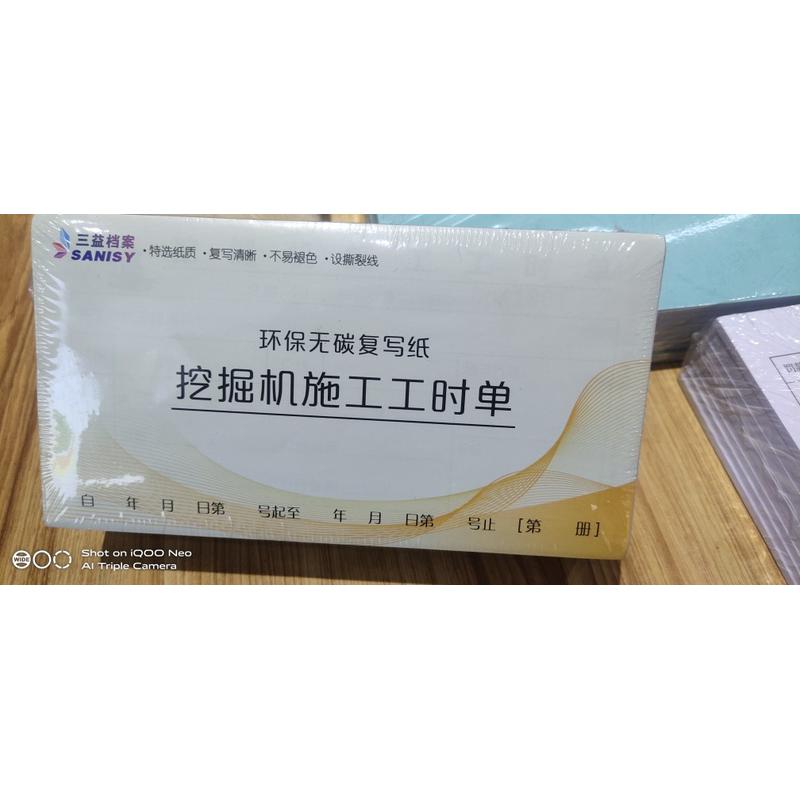 三益档案
SANISY
·特选纸质 ·复写清晰 ·不易褪色 ·设撕裂线
环保无碳复写纸
挖掘机施工工时单
自 年 月 日第 号起至 年 月 日第 号止 [第 册]
WIDE
Shot on iQOO Neo
AI Triple Camera